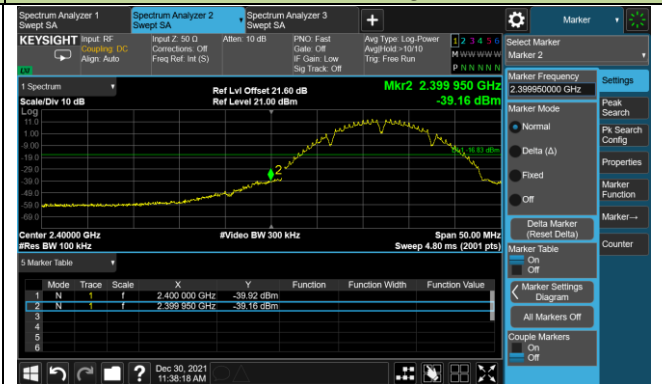 Spectrum Analyzer 1
Swept SA
Spectrum Analyzer 2
Swept SA
Spectrum Analyzer 3
Swept SA
+
Marker
KEYSIGHT
Input: RF
Coupling: DC
Align: Auto
Input Z: 50 Ω
Corrections: Off
Freq Ref: Int (S)
Atten: 10 dB
PNO: Fast
Gate: Off
IF Gain: Low
Sig Track: Off
Avg Type: Log-Power
Avg|Hold:>10/10
Trig: Free Run
1 2 3 4 5 6
M W W W W W
P N N N N N
Select Marker
Marker 2
1 Spectrum
Scale/Div 10 dB
Ref Lvl Offset 21.60 dB
Ref Level 21.00 dBm
Mkr2 2.399 950 GHz
-39.16 dBm
Log
11.0
1.00
-9.00
-19.0
-29.0
-39.0
-49.0
-59.0
-69.0
2
Center 2.40000 GHz
#Res BW 100 kHz
#Video BW 300 kHz
Span 50.00 MHz
Sweep 4.80 ms (2001 pts)
5 Marker Table
Mode Trace Scale X Y Function Function Width Function Value
1 N 1 f 2.400 000 GHz -39.92 dBm
2 N 1 f 2.399 950 GHz -39.16 dBm
3
4
5
6
Marker Frequency
2.399950000 GHz
Marker Mode
Normal
Delta (Δ)
Fixed
Off
Delta Marker
(Reset Delta)
Marker Table
On
Off
Marker Settings
Diagram
All Markers Off
Couple Markers
On
Off
Settings
Peak
Search
Pk Search
Config
Properties
Marker
Function
Marker→
Counter
?
Dec 30, 2021
11:38:18 AM